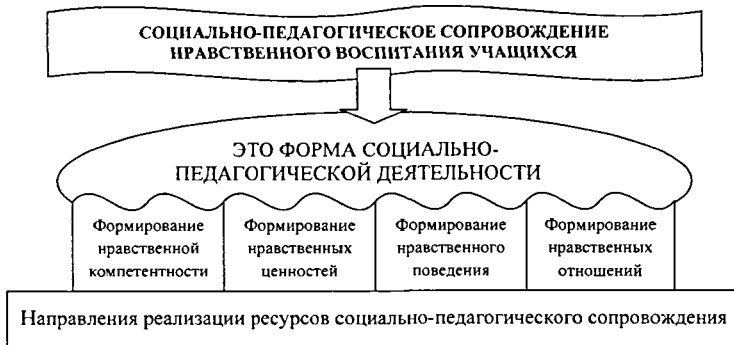 СОЦИАЛЬНО-ПЕДАГОГИЧЕСКОЕ СОПРОВОЖДЕНИЕ
НРАВСТВЕННОГО ВОСПИТАНИЯ УЧАЩИХСЯ
ЭТО ФОРМА СОЦИАЛЬНО-
ПЕДАГОГИЧЕСКОЙ ДЕЯТЕЛЬНОСТИ
Формирование
нравственной
компетентности
Формирование
нравственных
ценностей
Формирование
нравственного
поведения
Формирование
нравственных
отношений
Направления реализации ресурсов социально-педагогического сопровождения